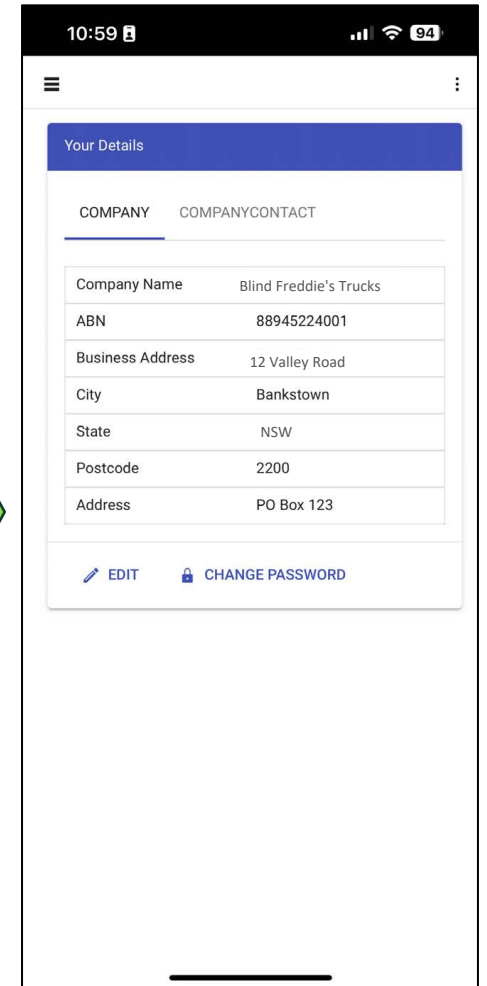 10:59
94
Your Details
COMPANY COMPANYCONTACT
Company Name Blind Freddie's Trucks
ABN 88945224001
Business Address 12 Valley Road
City Bankstown
State NSW
Postcode 2200
Address PO Box 123
EDIT CHANGE PASSWORD